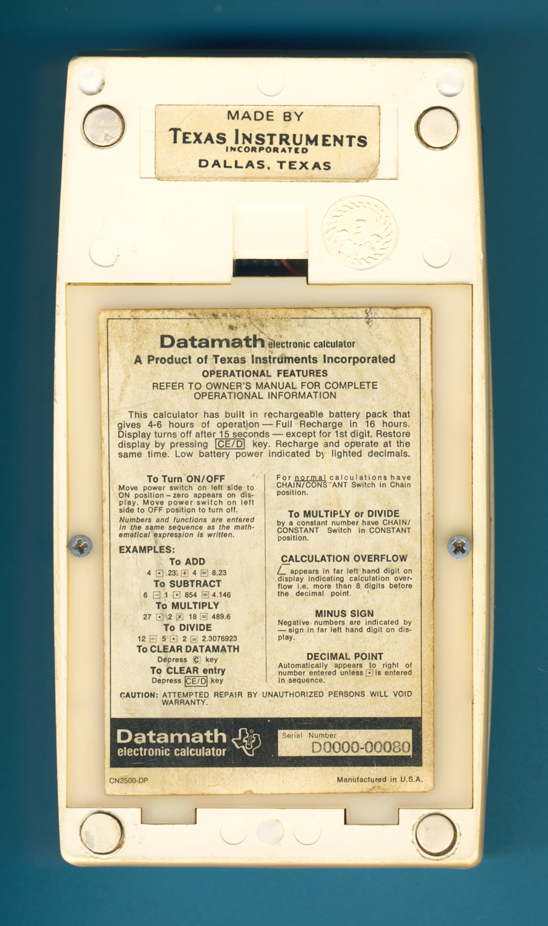 MADE BY
TEXAS INSTRUMENTS
INCORPORATED
DALLAS, TEXAS
Datamath electronic calculator
A Product of Texas Instruments Incorporated
OPERATIONAL FEATURES
REFER TO OWNER'S MANUAL FOR COMPLETE
OPERATIONAL INFORMATION
This calculator has built in rechargeable battery pack that
gives 4-6 hours of operation — Full Recharge in 16 hours.
Display turns off after 15 seconds — except for 1st digit. Restore
display by pressing CE/D key. Recharge and operate at the
same time. Low battery power indicated by lighted decimals.
To Turn ON/OFF
Move power switch on left side to
ON position – zero appears on dis-
play. Move power switch on left
side to OFF position to turn off.
Numbers and functions are entered
in the same sequence as the math-
ematical expression is written.
EXAMPLES:
To ADD
4 + .23 + 4 = 8.23
To SUBTRACT
6 − 1 . 854 = 4.146
To MULTIPLY
27 . 2 × 18 = 489.6
To DIVIDE
12 ÷ 5 . 2 = 2.3076923
To CLEAR DATAMATH
Depress C key
To CLEAR entry
Depress CE/D key
For normal calculations have
CHAIN/CONSTANT Switch in Chain
position.
To MULTIPLY or DIVIDE
by a constant number have CHAIN/
CONSTANT Switch in CONSTANT
position.
CALCULATION OVERFLOW
appears in far left hand digit on
display indicating calculation over-
flow i.e. more than 8 digits before
the decimal point.
MINUS SIGN
Negative numbers are indicated by
— sign in far left hand digit on dis-
play.
DECIMAL POINT
Automatically appears to right of
number entered unless . is entered
in sequence.
CAUTION: ATTEMPTED REPAIR BY UNAUTHORIZED PERSONS WILL VOID
WARRANTY.
Datamath
electronic calculator
Serial Number
D0000-00080
CN2500-DP
Manufactured in U.S.A.